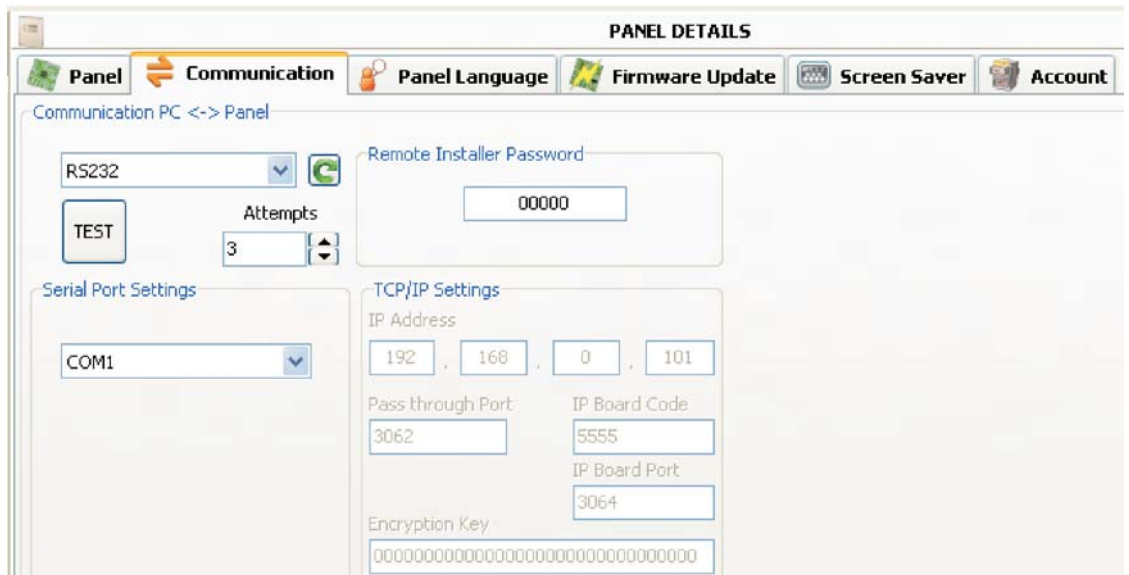 PANEL DETAILS
Panel Communication Panel Language Firmware Update Screen Saver Account
Communication PC <-> Panel
RS232
TEST
Attempts
3
Remote Installer Password
00000
Serial Port Settings
COM1
TCP/IP Settings
IP Address
192 . 168 . 0 . 101
Pass through Port IP Board Code
3062 5555
IP Board Port
3064
Encryption Key
00000000000000000000000000000000